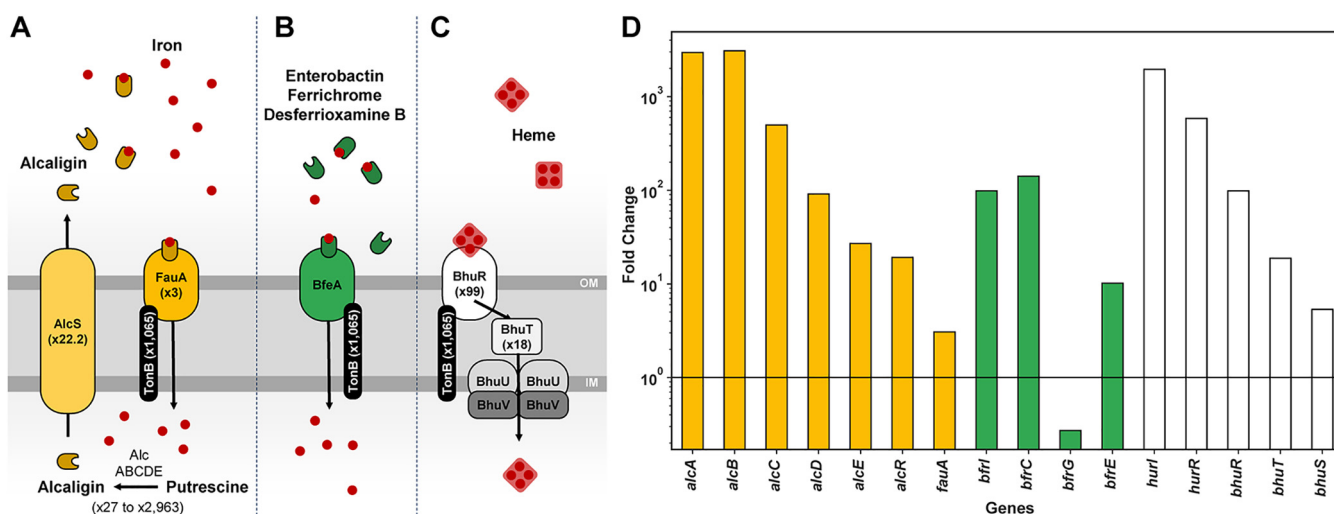 A
Iron
Alcaligin
AlcS
(x22.2)
FauA
(x3)
TonB (x1,065)
Alc
ABCDE
Alcaligin
Putrescine
(x27 to x2,963)
B
Enterobactin
Ferrichrome
Desferrioxamine B
BfeA
TonB (x1,065)
C
Heme
BhuR
(x99)
OM
TonB (x1,065)
BhuT
(x18)
BhuU BhuU
IM
BhuV BhuV
D
Fold Change
10³
10²
10¹
10⁰
alcA
alcB
alcC
alcD
alcE
alcR
fauA
bfrI
bfrC
bfrG
bfrE
hurI
hurR
bhuR
bhuT
bhuS
Genes